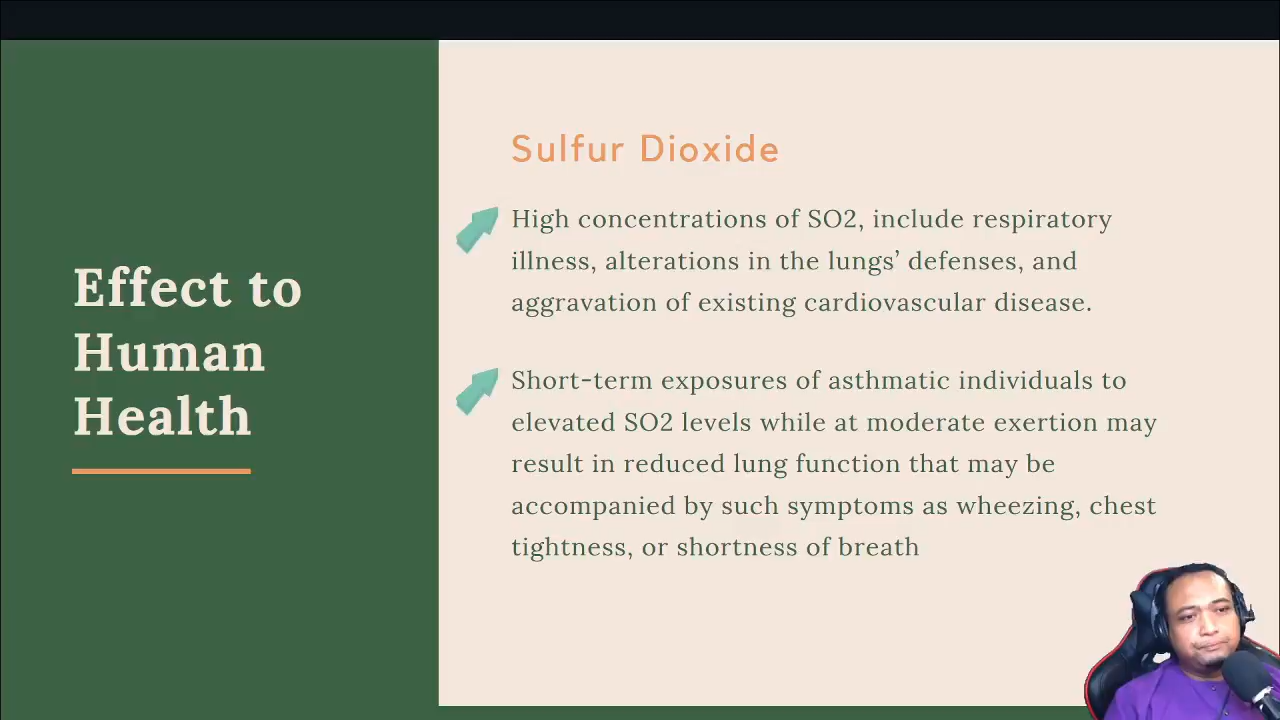 Effect to
Human
Health
Sulfur Dioxide
High concentrations of SO2, include respiratory
illness, alterations in the lungs’ defenses, and
aggravation of existing cardiovascular disease.
Short-term exposures of asthmatic individuals to
elevated SO2 levels while at moderate exertion may
result in reduced lung function that may be
accompanied by such symptoms as wheezing, chest
tightness, or shortness of breath